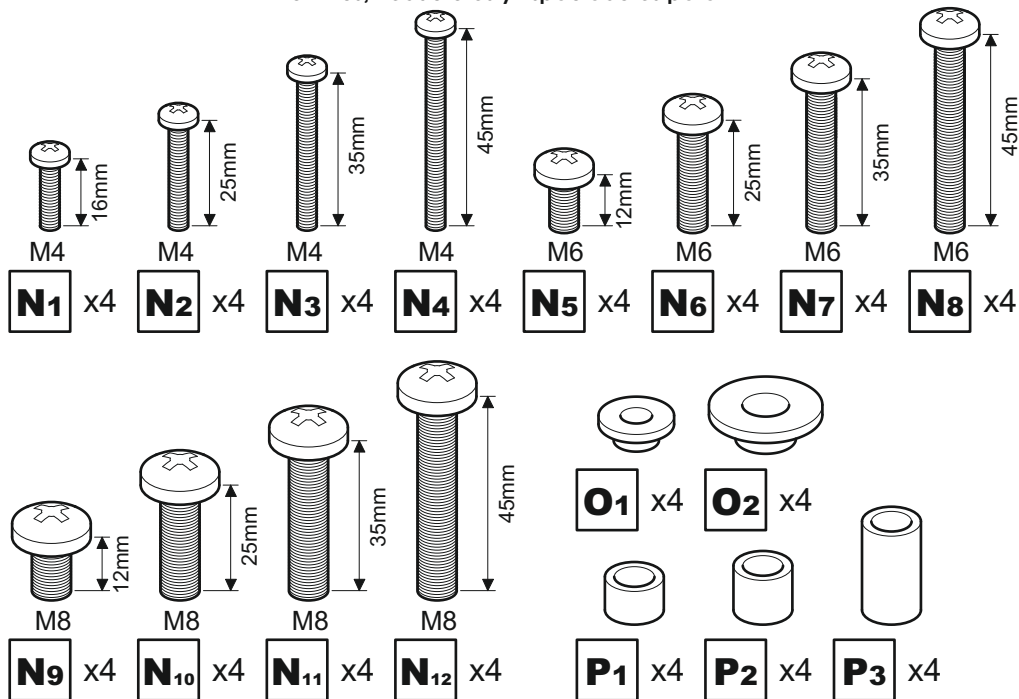 16mm
25mm
35mm
45mm
12mm
25mm
35mm
45mm
M4 M4 M4 M4 M6 M6 M6 M6
N1 x4 N2 x4 N3 x4 N4 x4 N5 x4 N6 x4 N7 x4 N8 x4
12mm
25mm
35mm
45mm
O1 x4 O2 x4
M8 M8 M8 M8
N9 x4 N10 x4 N11 x4 N12 x4 P1 x4 P2 x4 P3 x4